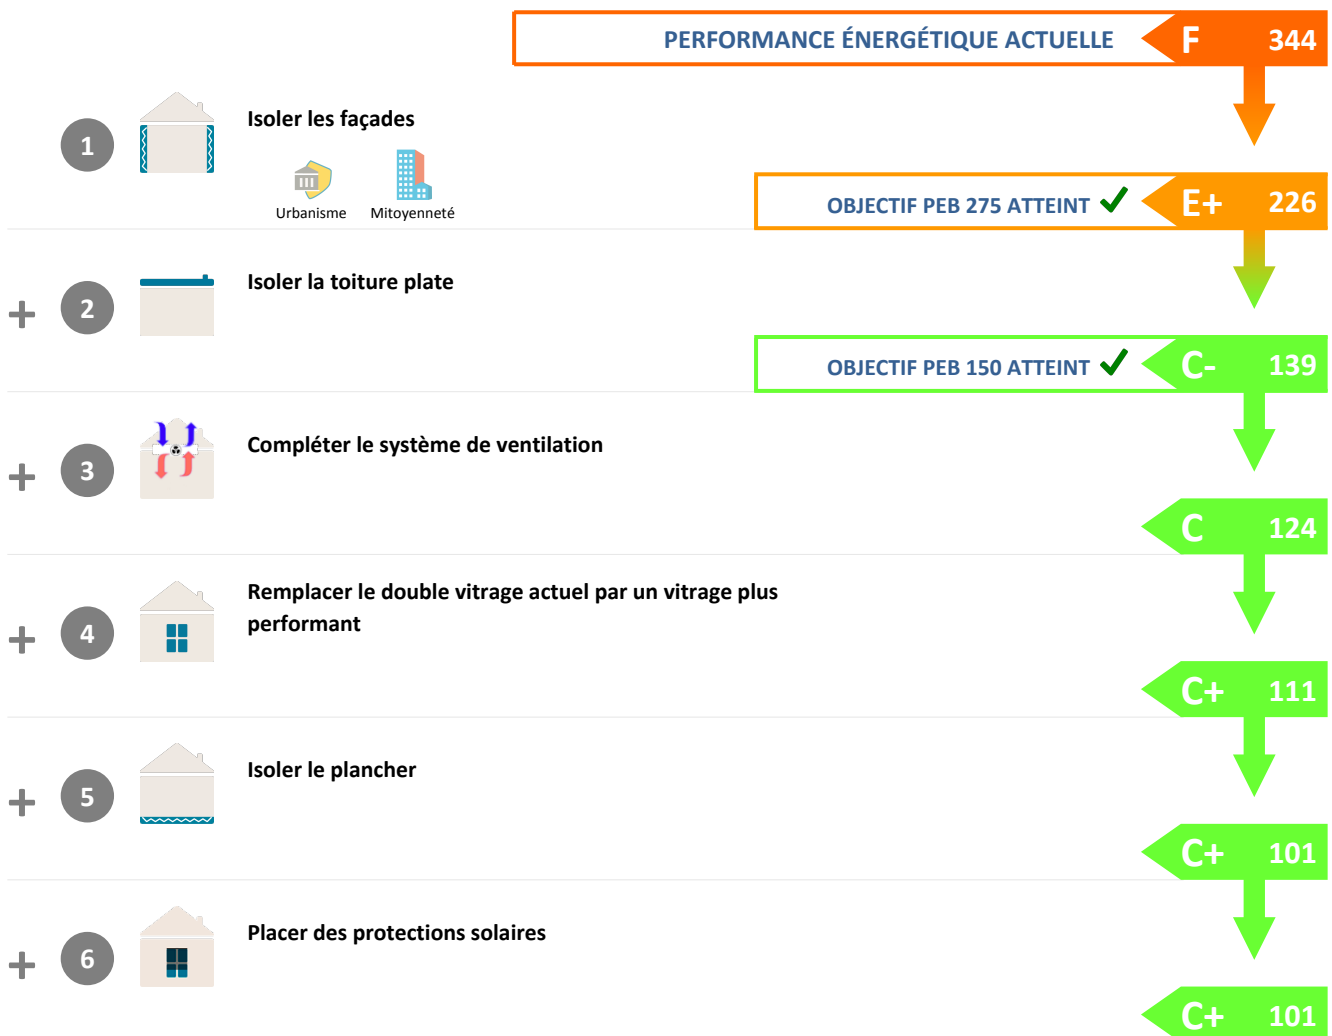 PERFORMANCE ÉNERGÉTIQUE ACTUELLE F 344
1 Isoler les façades
Urbanisme Mitoyenneté
OBJECTIF PEB 275 ATTEINT E+ 226
+ 2 Isoler la toiture plate
OBJECTIF PEB 150 ATTEINT C- 139
+ 3 Compléter le système de ventilation
C 124
+ 4 Remplacer le double vitrage actuel par un vitrage plus
performant
C+ 111
+ 5 Isoler le plancher
C+ 101
+ 6 Placer des protections solaires
C+ 101